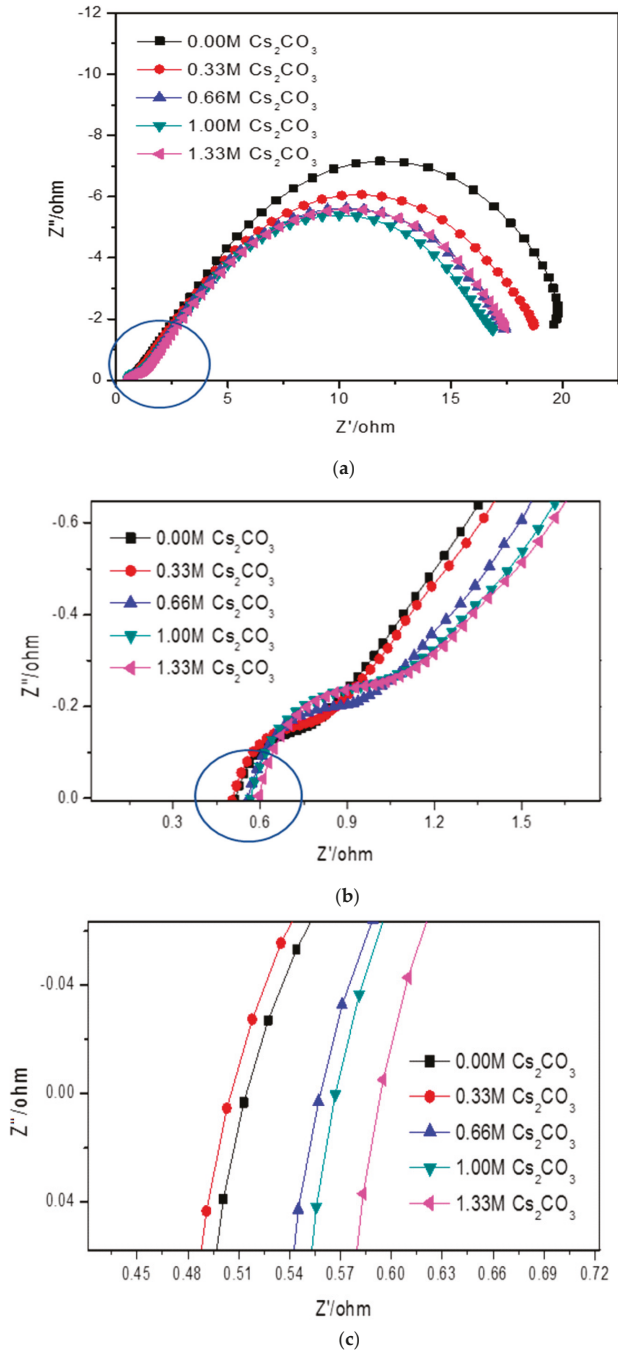 -12
-10
-8
-6
-4
-2
0
Z"/ohm
0.00M Cs₂CO₃
0.33M Cs₂CO₃
0.66M Cs₂CO₃
1.00M Cs₂CO₃
1.33M Cs₂CO₃
0 5 10 15 20
Z'/ohm
(a)
-0.6
-0.4
-0.2
0.0
Z"/ohm
0.00M Cs₂CO₃
0.33M Cs₂CO₃
0.66M Cs₂CO₃
1.00M Cs₂CO₃
1.33M Cs₂CO₃
0.3 0.6 0.9 1.2 1.5
Z'/ohm
(b)
-0.04
0.00
0.04
Z"/ohm
0.00M Cs₂CO₃
0.33M Cs₂CO₃
0.66M Cs₂CO₃
1.00M Cs₂CO₃
1.33M Cs₂CO₃
0.45 0.48 0.51 0.54 0.57 0.60 0.63 0.66 0.69 0.72
Z'/ohm
(c)